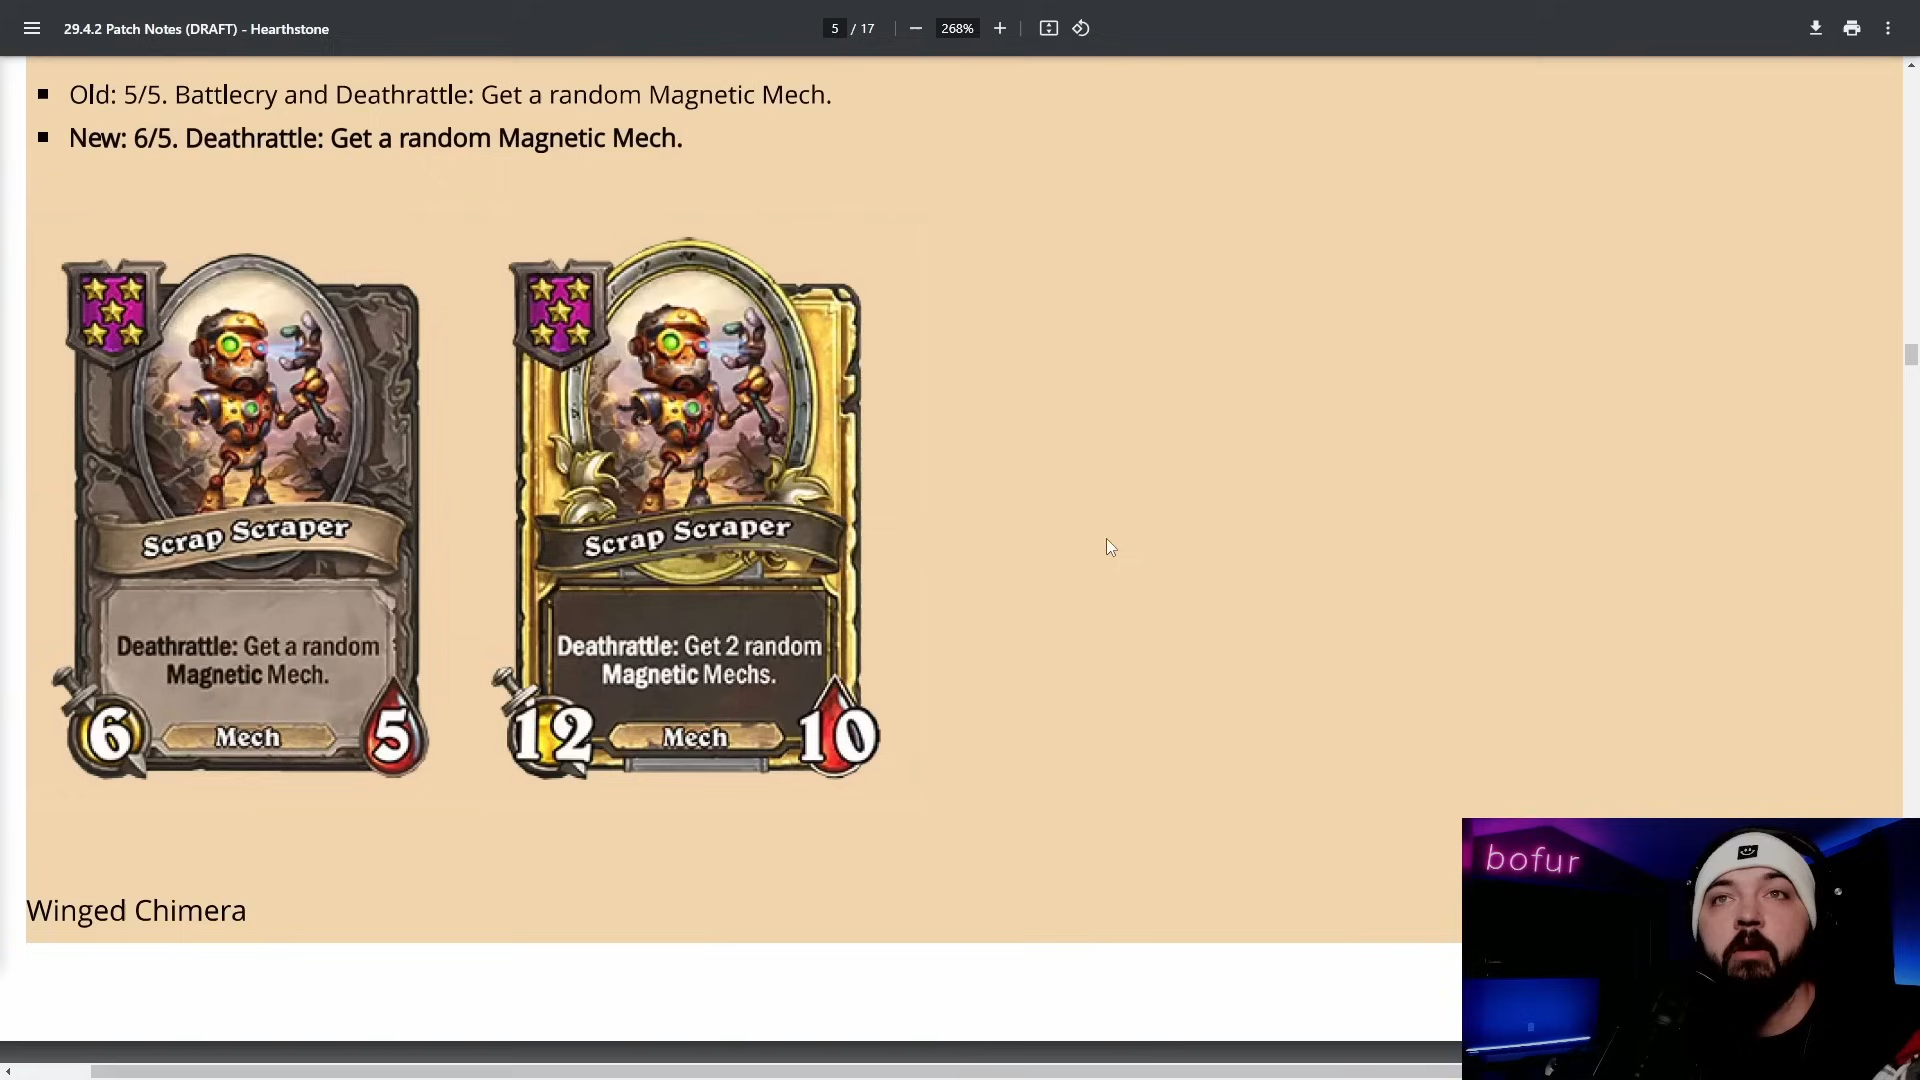 29.4.2 Patch Notes (DRAFT) - Hearthstone
5 / 17
268%
Old: 5/5. Battlecry and Deathrattle: Get a random Magnetic Mech.
New: 6/5. Deathrattle: Get a random Magnetic Mech.
Scrap Scraper
Deathrattle: Get a random
Magnetic Mech.
6
Mech
5
Scrap Scraper
Deathrattle: Get 2 random
Magnetic Mechs.
12
Mech
10
Winged Chimera
bofur